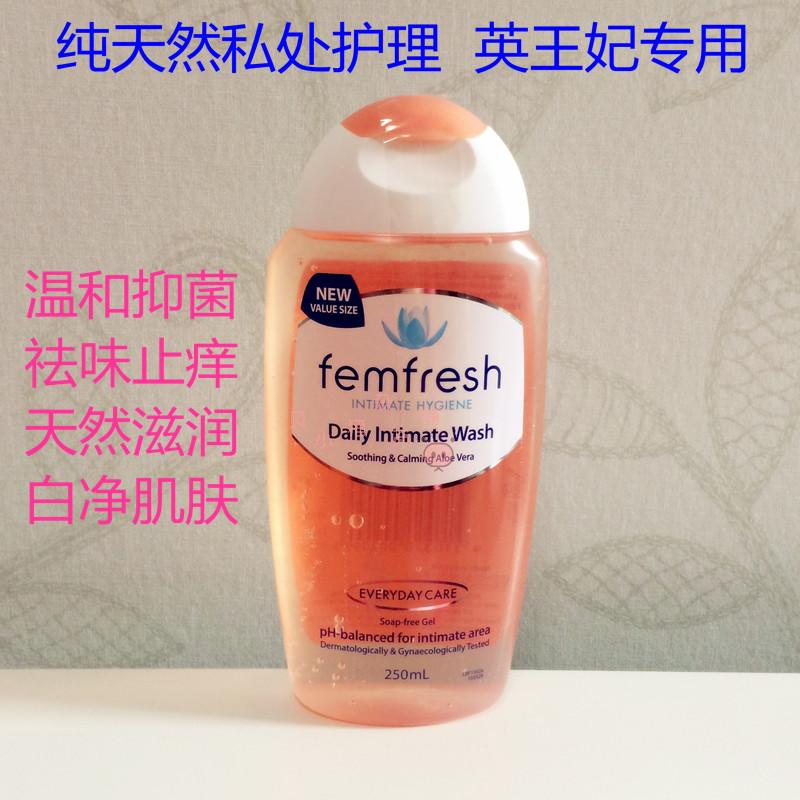 纯天然私处护理 英王妃专用
温和抑菌
祛味止痒
天然滋润
白净肌肤
NEW
VALUE SIZE
femfresh
INTIMATE HYGIENE
Daily Intimate Wash
Soothing & Calming Aloe Vera
EVERYDAY CARE
Soap-free Gel
pH-balanced for intimate area
Dermatologically & Gynaecologically Tested
250mL